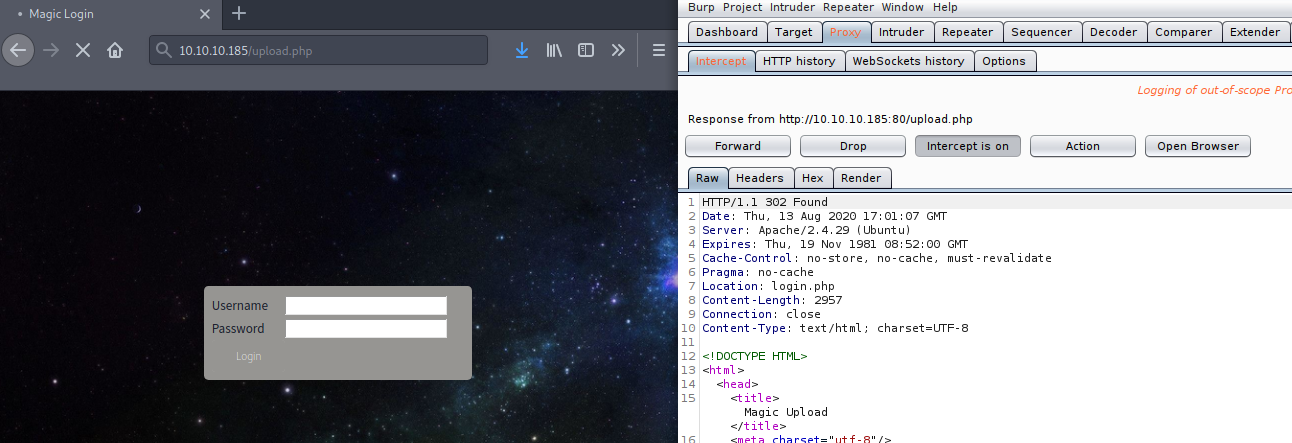 • Magic Login
10.10.10.185/upload.php
Username
Password
Login
Burp Project Intruder Repeater Window Help
Dashboard Target Proxy Intruder Repeater Sequencer Decoder Comparer Extender
Intercept HTTP history WebSockets history Options
Logging of out-of-scope Pro
Response from http://10.10.10.185:80/upload.php
Forward Drop Intercept is on Action Open Browser
Raw Headers Hex Render
1 HTTP/1.1 302 Found
2 Date: Thu, 13 Aug 2020 17:01:07 GMT
3 Server: Apache/2.4.29 (Ubuntu)
4 Expires: Thu, 19 Nov 1981 08:52:00 GMT
5 Cache-Control: no-store, no-cache, must-revalidate
6 Pragma: no-cache
7 Location: login.php
8 Content-Length: 2957
9 Connection: close
10 Content-Type: text/html; charset=UTF-8
11
12 <!DOCTYPE HTML>
13 <html>
14 <head>
15 <title>
Magic Upload
</title>
16 <meta charset="utf-8"/>